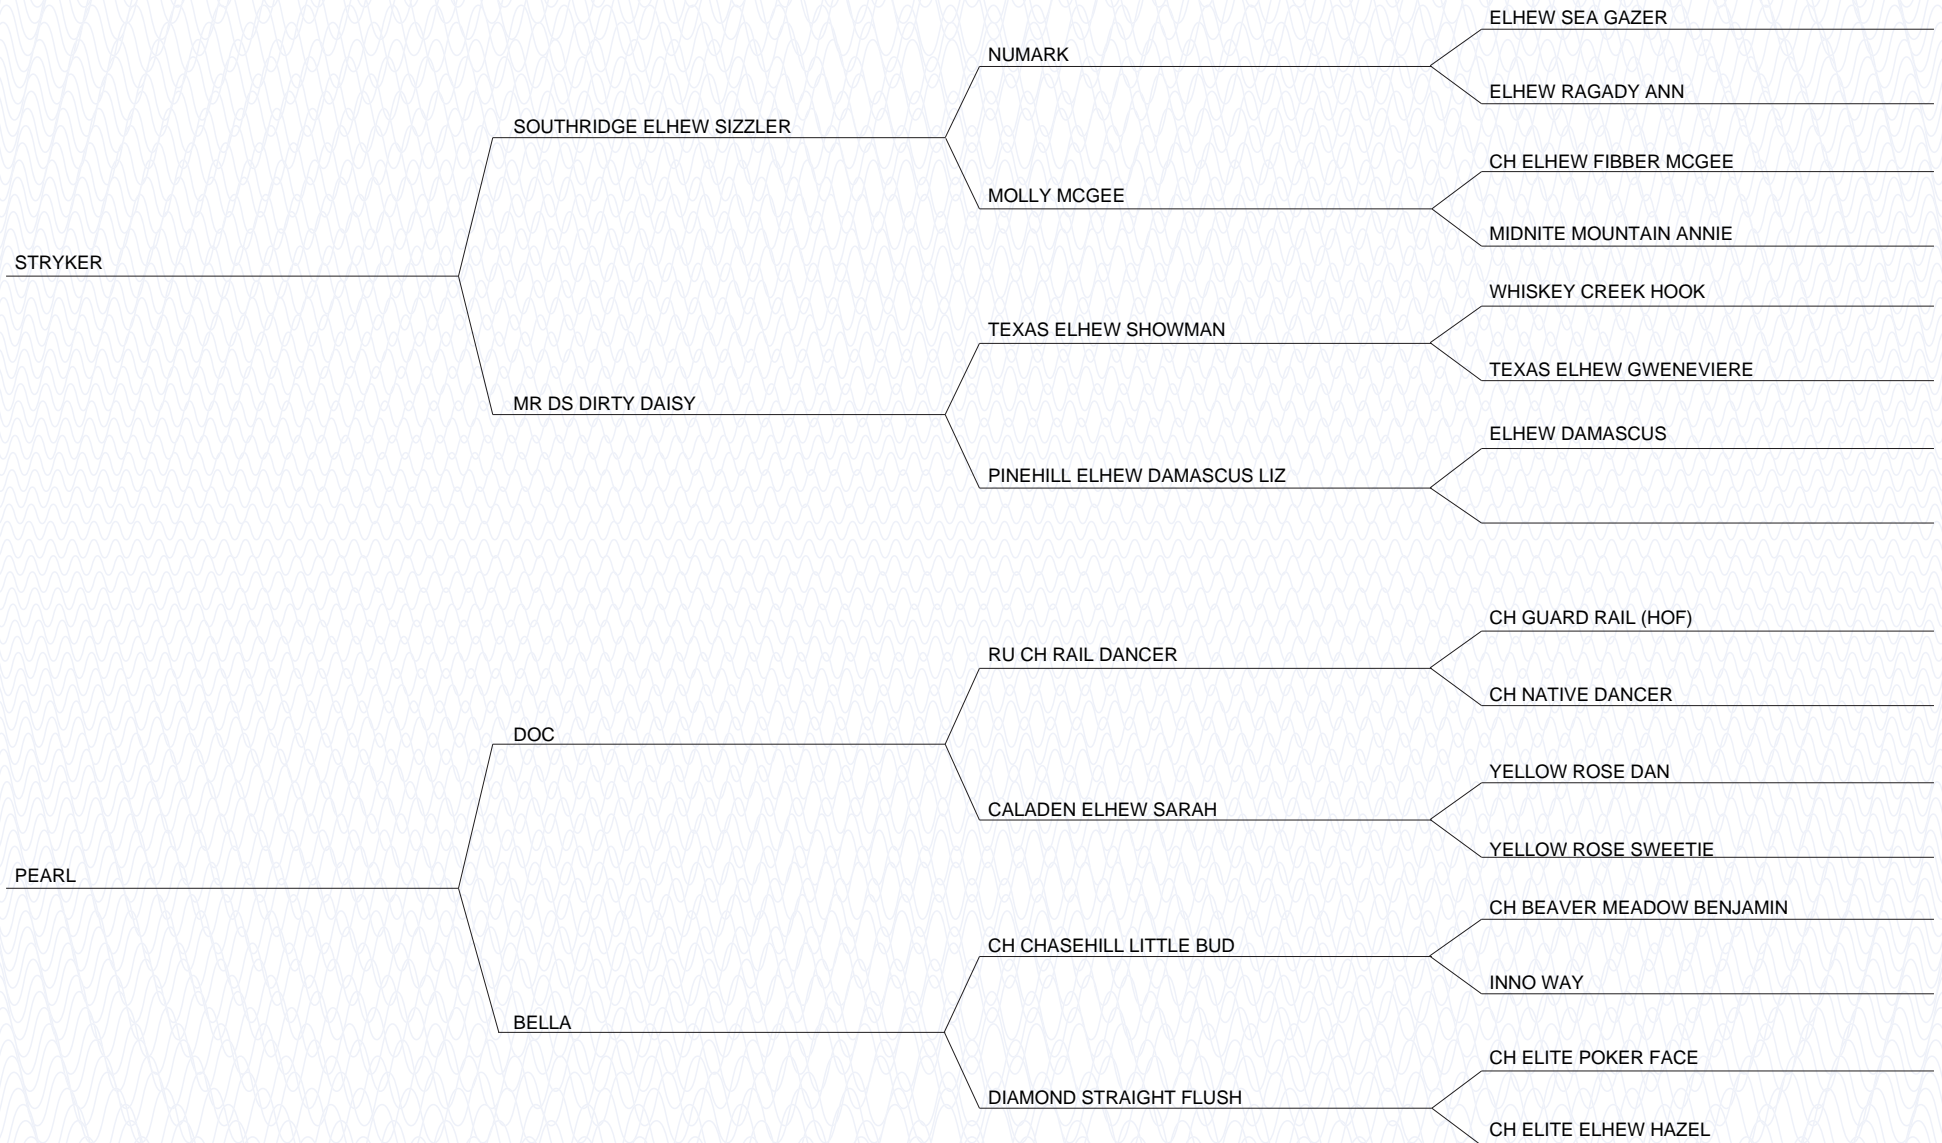 ELHEW SEA GAZER
NUMARK
ELHEW RAGADY ANN
SOUTHRIDGE ELHEW SIZZLER
CH ELHEW FIBBER MCGEE
MOLLY MCGEE
MIDNITE MOUNTAIN ANNIE
STRYKER
WHISKEY CREEK HOOK
TEXAS ELHEW SHOWMAN
TEXAS ELHEW GWENEVIERE
MR DS DIRTY DAISY
ELHEW DAMASCUS
PINEHILL ELHEW DAMASCUS LIZ
CH GUARD RAIL (HOF)
RU CH RAIL DANCER
CH NATIVE DANCER
DOC
YELLOW ROSE DAN
CALADEN ELHEW SARAH
YELLOW ROSE SWEETIE
PEARL
CH BEAVER MEADOW BENJAMIN
CH CHASEHILL LITTLE BUD
INNO WAY
BELLA
CH ELITE POKER FACE
DIAMOND STRAIGHT FLUSH
CH ELITE ELHEW HAZEL